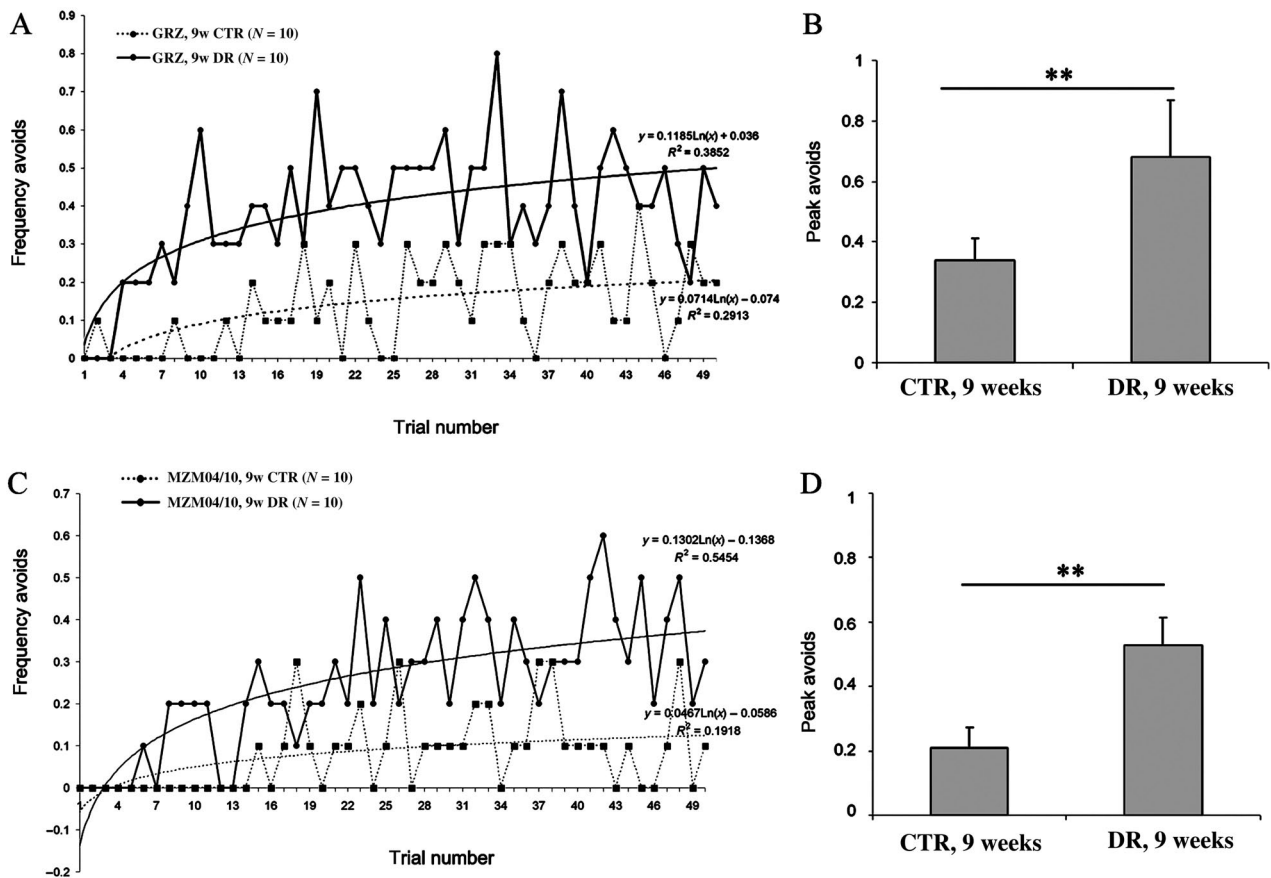 A
GRZ, 9w CTR (N = 10)
GRZ, 9w DR (N = 10)
Frequency avoids
0.9
0.8
0.7
0.6
0.5
0.4
0.3
0.2
0.1
0
y = 0.1185Ln(x) + 0.036
R² = 0.3852
y = 0.0714Ln(x) − 0.074
R² = 0.2913
1 4 7 10 13 16 19 22 25 28 31 34 37 40 43 46 49
Trial number
B
Peak avoids
1
0.8
0.6
0.4
0.2
0
**
CTR, 9 weeks DR, 9 weeks
C
MZM04/10, 9w CTR (N = 10)
MZM04/10, 9w DR (N = 10)
Frequency avoids
0.7
0.6
0.5
0.4
0.3
0.2
0.1
0
−0.1
−0.2
y = 0.1302Ln(x) − 0.1368
R² = 0.5454
y = 0.0467Ln(x) − 0.0586
R² = 0.1918
4 7 10 13 16 19 22 25 28 31 34 37 40 43 46 49
Trial number
D
Peak avoids
1
0.8
0.6
0.4
0.2
0
**
CTR, 9 weeks DR, 9 weeks